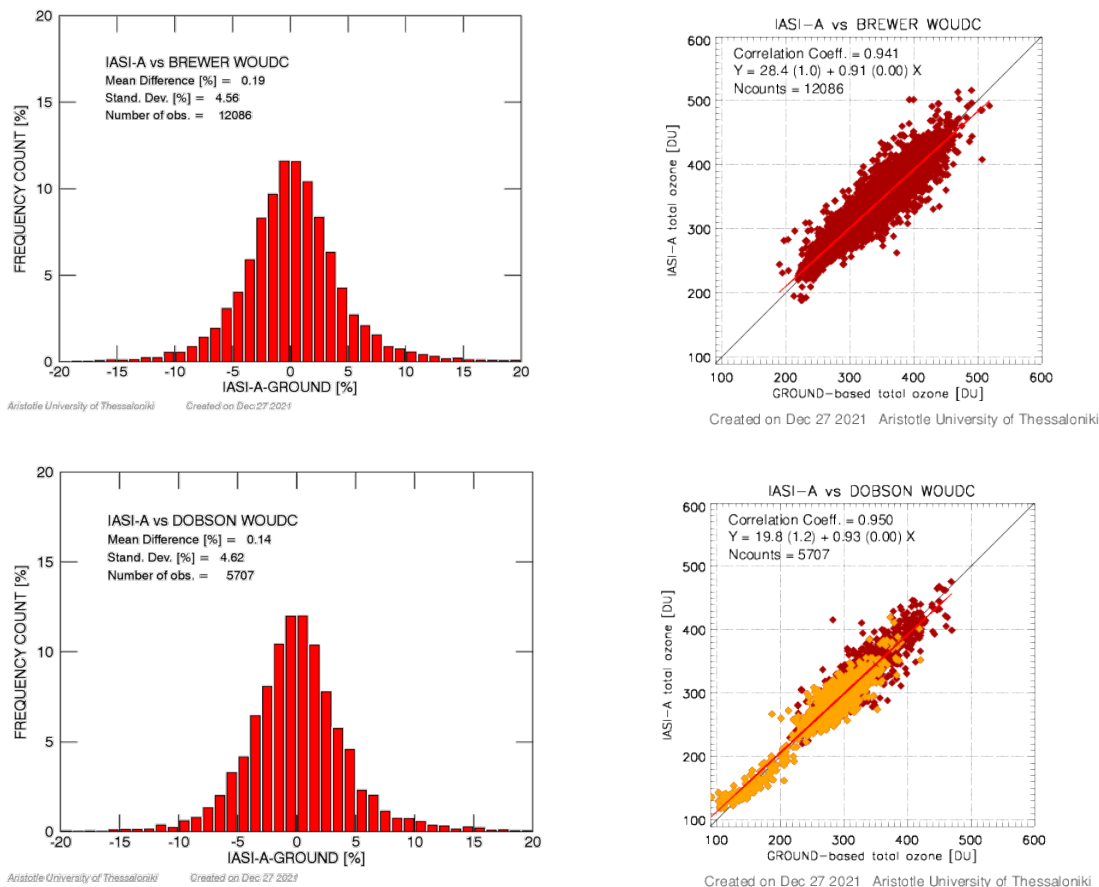 20
15
10
5
0
FREQUENCY COUNT [%]
IASI-A vs BREWER WOUDC
Mean Difference [%] = 0.19
Stand. Dev. [%] = 4.56
Number of obs. = 12086
-20 -15 -10 -5 0 5 10 15 20
IASI-A-GROUND [%]
Aristotle University of Thessaloniki Created on Dec 27 2021
IASI-A vs BREWER WOUDC
600
500
400
300
200
100
IASI-A total ozone [DU]
Correlation Coeff. = 0.941
Y = 28.4 (1.0) + 0.91 (0.00) X
Ncounts = 12086
100 200 300 400 500 600
GROUND-based total ozone [DU]
Created on Dec 27 2021 Aristotle University of Thessaloniki
20
15
10
5
0
FREQUENCY COUNT [%]
IASI-A vs DOBSON WOUDC
Mean Difference [%] = 0.14
Stand. Dev. [%] = 4.62
Number of obs. = 5707
-20 -15 -10 -5 0 5 10 15 20
IASI-A-GROUND [%]
Aristotle University of Thessaloniki Created on Dec 27 2021
IASI-A vs DOBSON WOUDC
600
500
400
300
200
100
IASI-A total ozone [DU]
Correlation Coeff. = 0.950
Y = 19.8 (1.2) + 0.93 (0.00) X
Ncounts = 5707
100 200 300 400 500 600
GROUND-based total ozone [DU]
Created on Dec 27 2021 Aristotle University of Thessaloniki